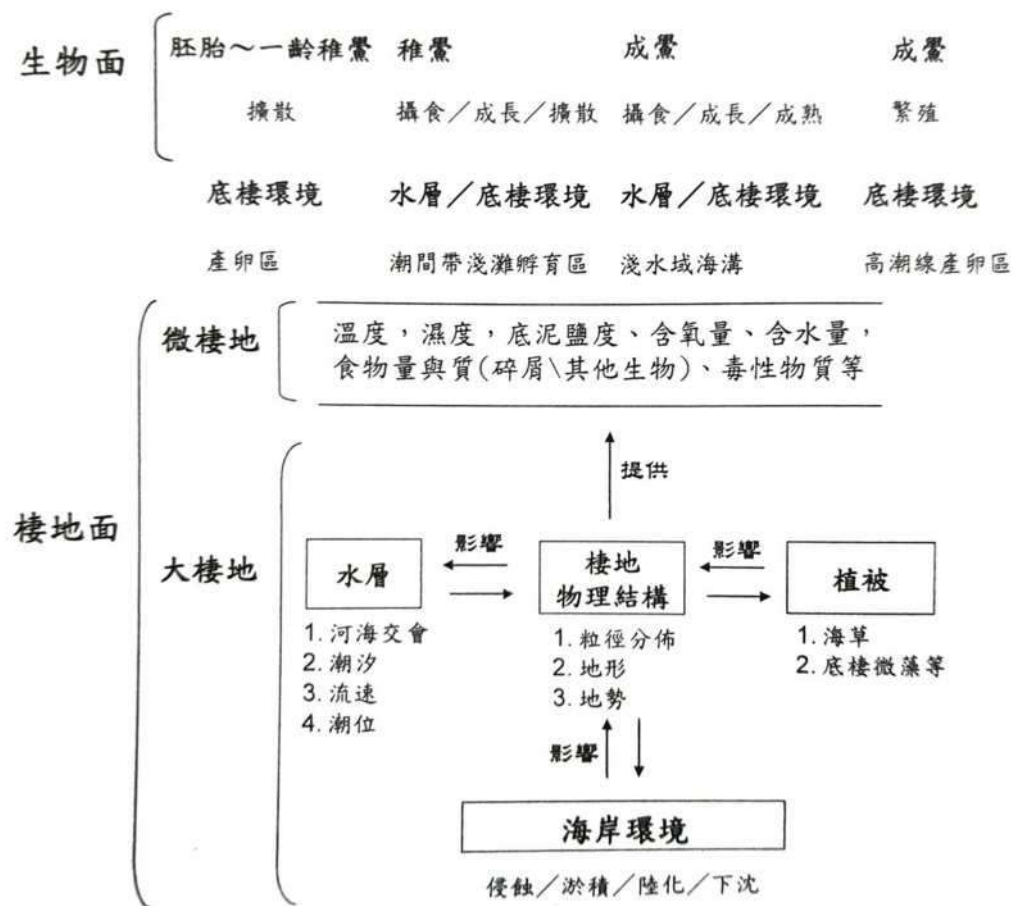 生物面
胚胎～一齡稚鱟 稚鱟 成鱟 成鱟
擴散 攝食／成長／擴散 攝食／成長／成熟 繁殖
底棲環境 水層／底棲環境 水層／底棲環境 底棲環境
產卵區 潮間帶淺灘孵育區 淺水域海溝 高潮線產卵區
棲地面
微棲地
溫度，濕度，底泥鹽度、含氧量、含水量，
食物量與質(碎屑\其他生物)、毒性物質等
提供
大棲地
水層
影響
棲地
物理結構
影響
植被
1. 河海交會
2. 潮汐
3. 流速
4. 潮位
1. 粒徑分佈
2. 地形
3. 地勢
1. 海草
2. 底棲微藻等
影響
海岸環境
侵蝕／淤積／陸化／下沈